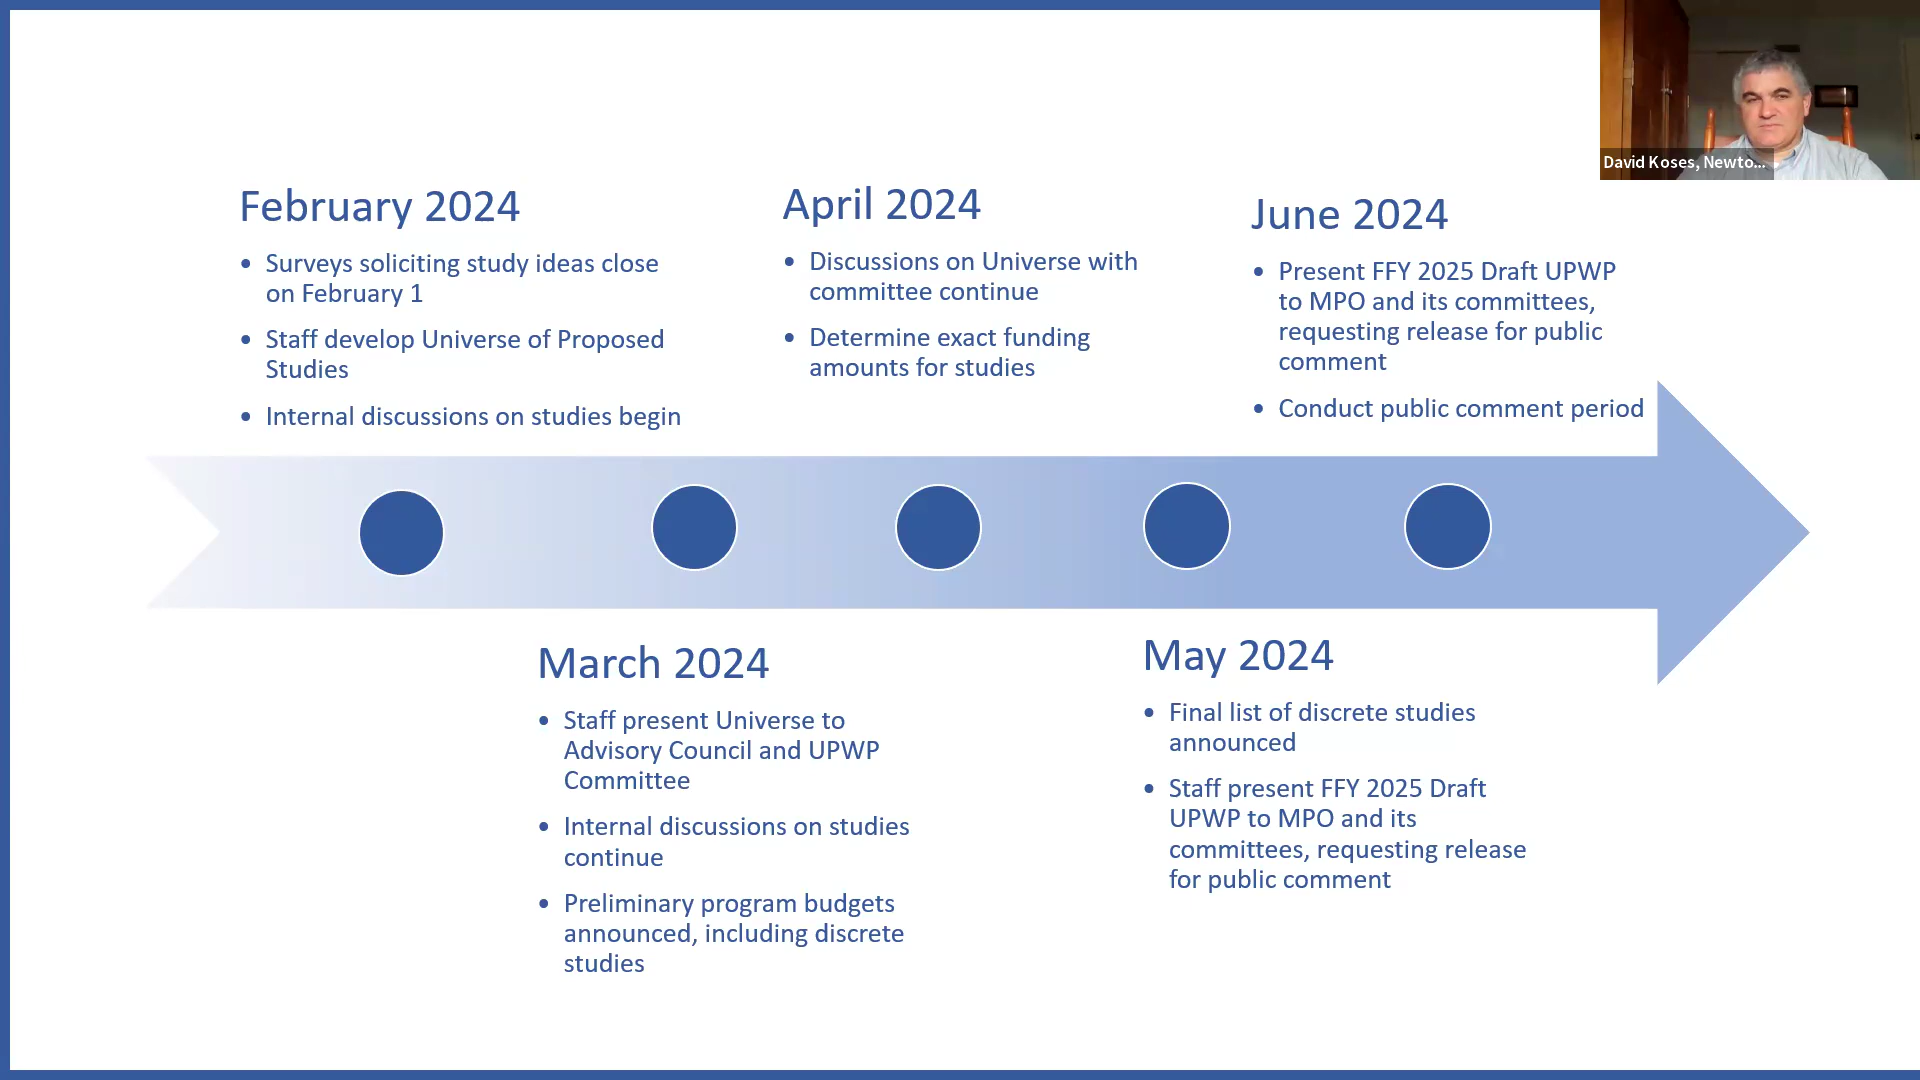 David Koses, Newto...
February 2024
• Surveys soliciting study ideas close
on February 1
• Staff develop Universe of Proposed
Studies
• Internal discussions on studies begin
April 2024
• Discussions on Universe with
committee continue
• Determine exact funding
amounts for studies
June 2024
• Present FFY 2025 Draft UPWP
to MPO and its committees,
requesting release for public
comment
• Conduct public comment period
March 2024
• Staff present Universe to
Advisory Council and UPWP
Committee
• Internal discussions on studies
continue
• Preliminary program budgets
announced, including discrete
studies
May 2024
• Final list of discrete studies
announced
• Staff present FFY 2025 Draft
UPWP to MPO and its
committees, requesting release
for public comment